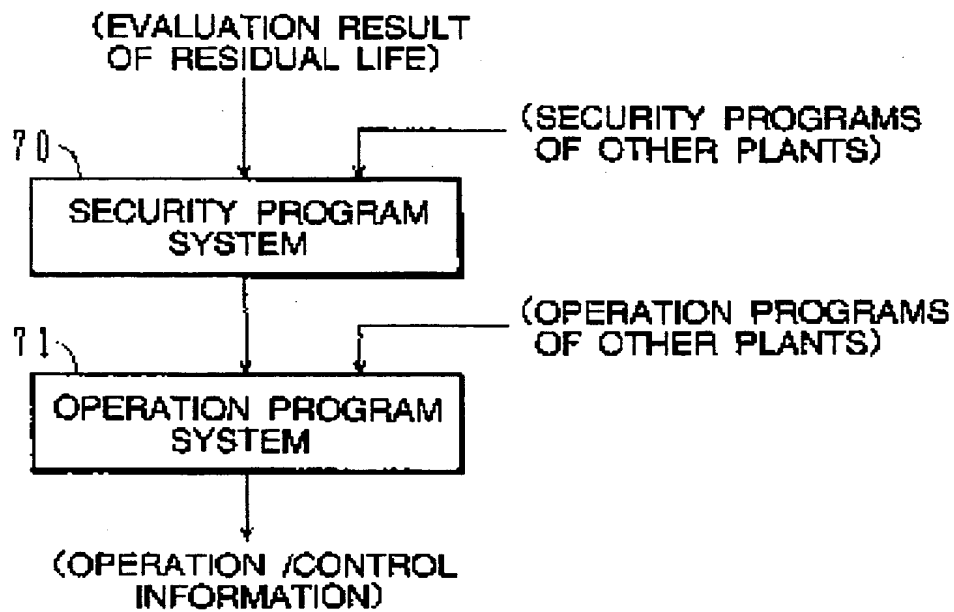 (EVALUATION RESULT
OF RESIDUAL LIFE)
(SECURITY PROGRAMS
OF OTHER PLANTS)
70
SECURITY PROGRAM
SYSTEM
(OPERATION PROGRAMS
OF OTHER PLANTS)
71
OPERATION PROGRAM
SYSTEM
(OPERATION /CONTROL
INFORMATION)